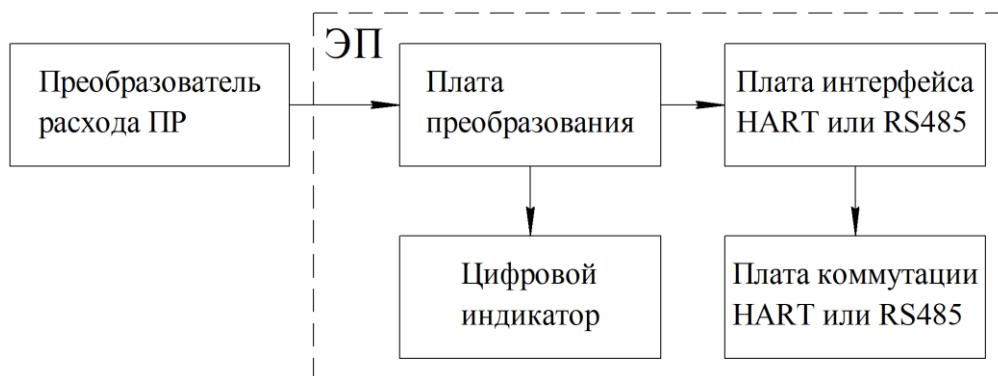 ЭП
Преобразователь
расхода ПР
Плата
преобразования
Плата интерфейса
HART или RS485
Цифровой
индикатор
Плата коммутации
HART или RS485